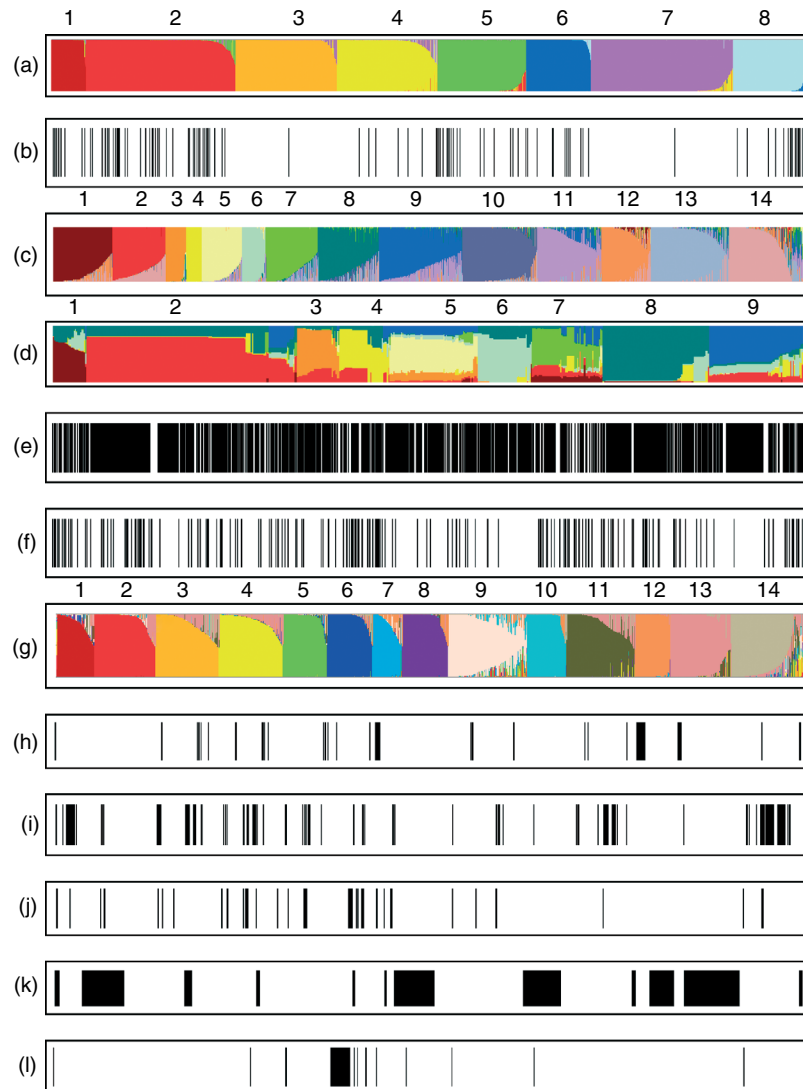 1 2 3 4 5 6 7 8
(a)
(b)
1 2 3 4 5 6 7 8 9 10 11 12 13 14
(c)
1 2 3 4 5 6 7 8 9
(d)
(e)
(f)
1 2 3 4 5 6 7 8 9 10 11 12 13 14
(g)
(h)
(i)
(j)
(k)
(l)